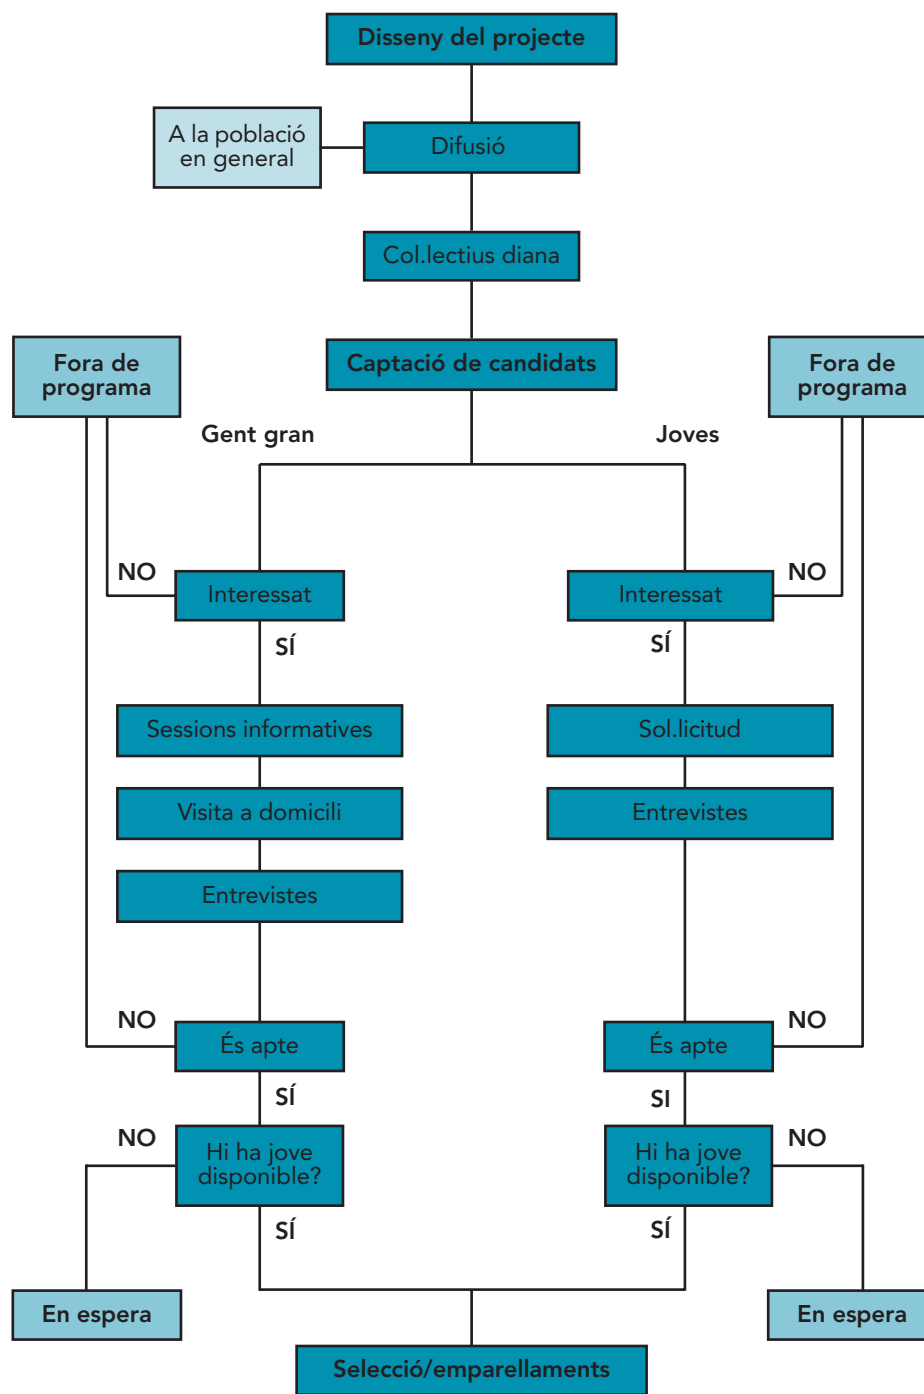 Disseny del projecte
A la població
en general
Difusió
Col.lectius diana
Captació de candidats
Fora de
programa
Fora de
programa
Gent gran
Joves
NO
Interessat
SÍ
Interessat
NO
SÍ
Sessions informatives
Sol.licitud
Visita a domicili
Entrevistes
Entrevistes
NO
És apte
SÍ
És apte
NO
SI
NO
Hi ha jove
disponible?
SÍ
Hi ha jove
disponible?
NO
SÍ
En espera
En espera
Selecció/emparellaments